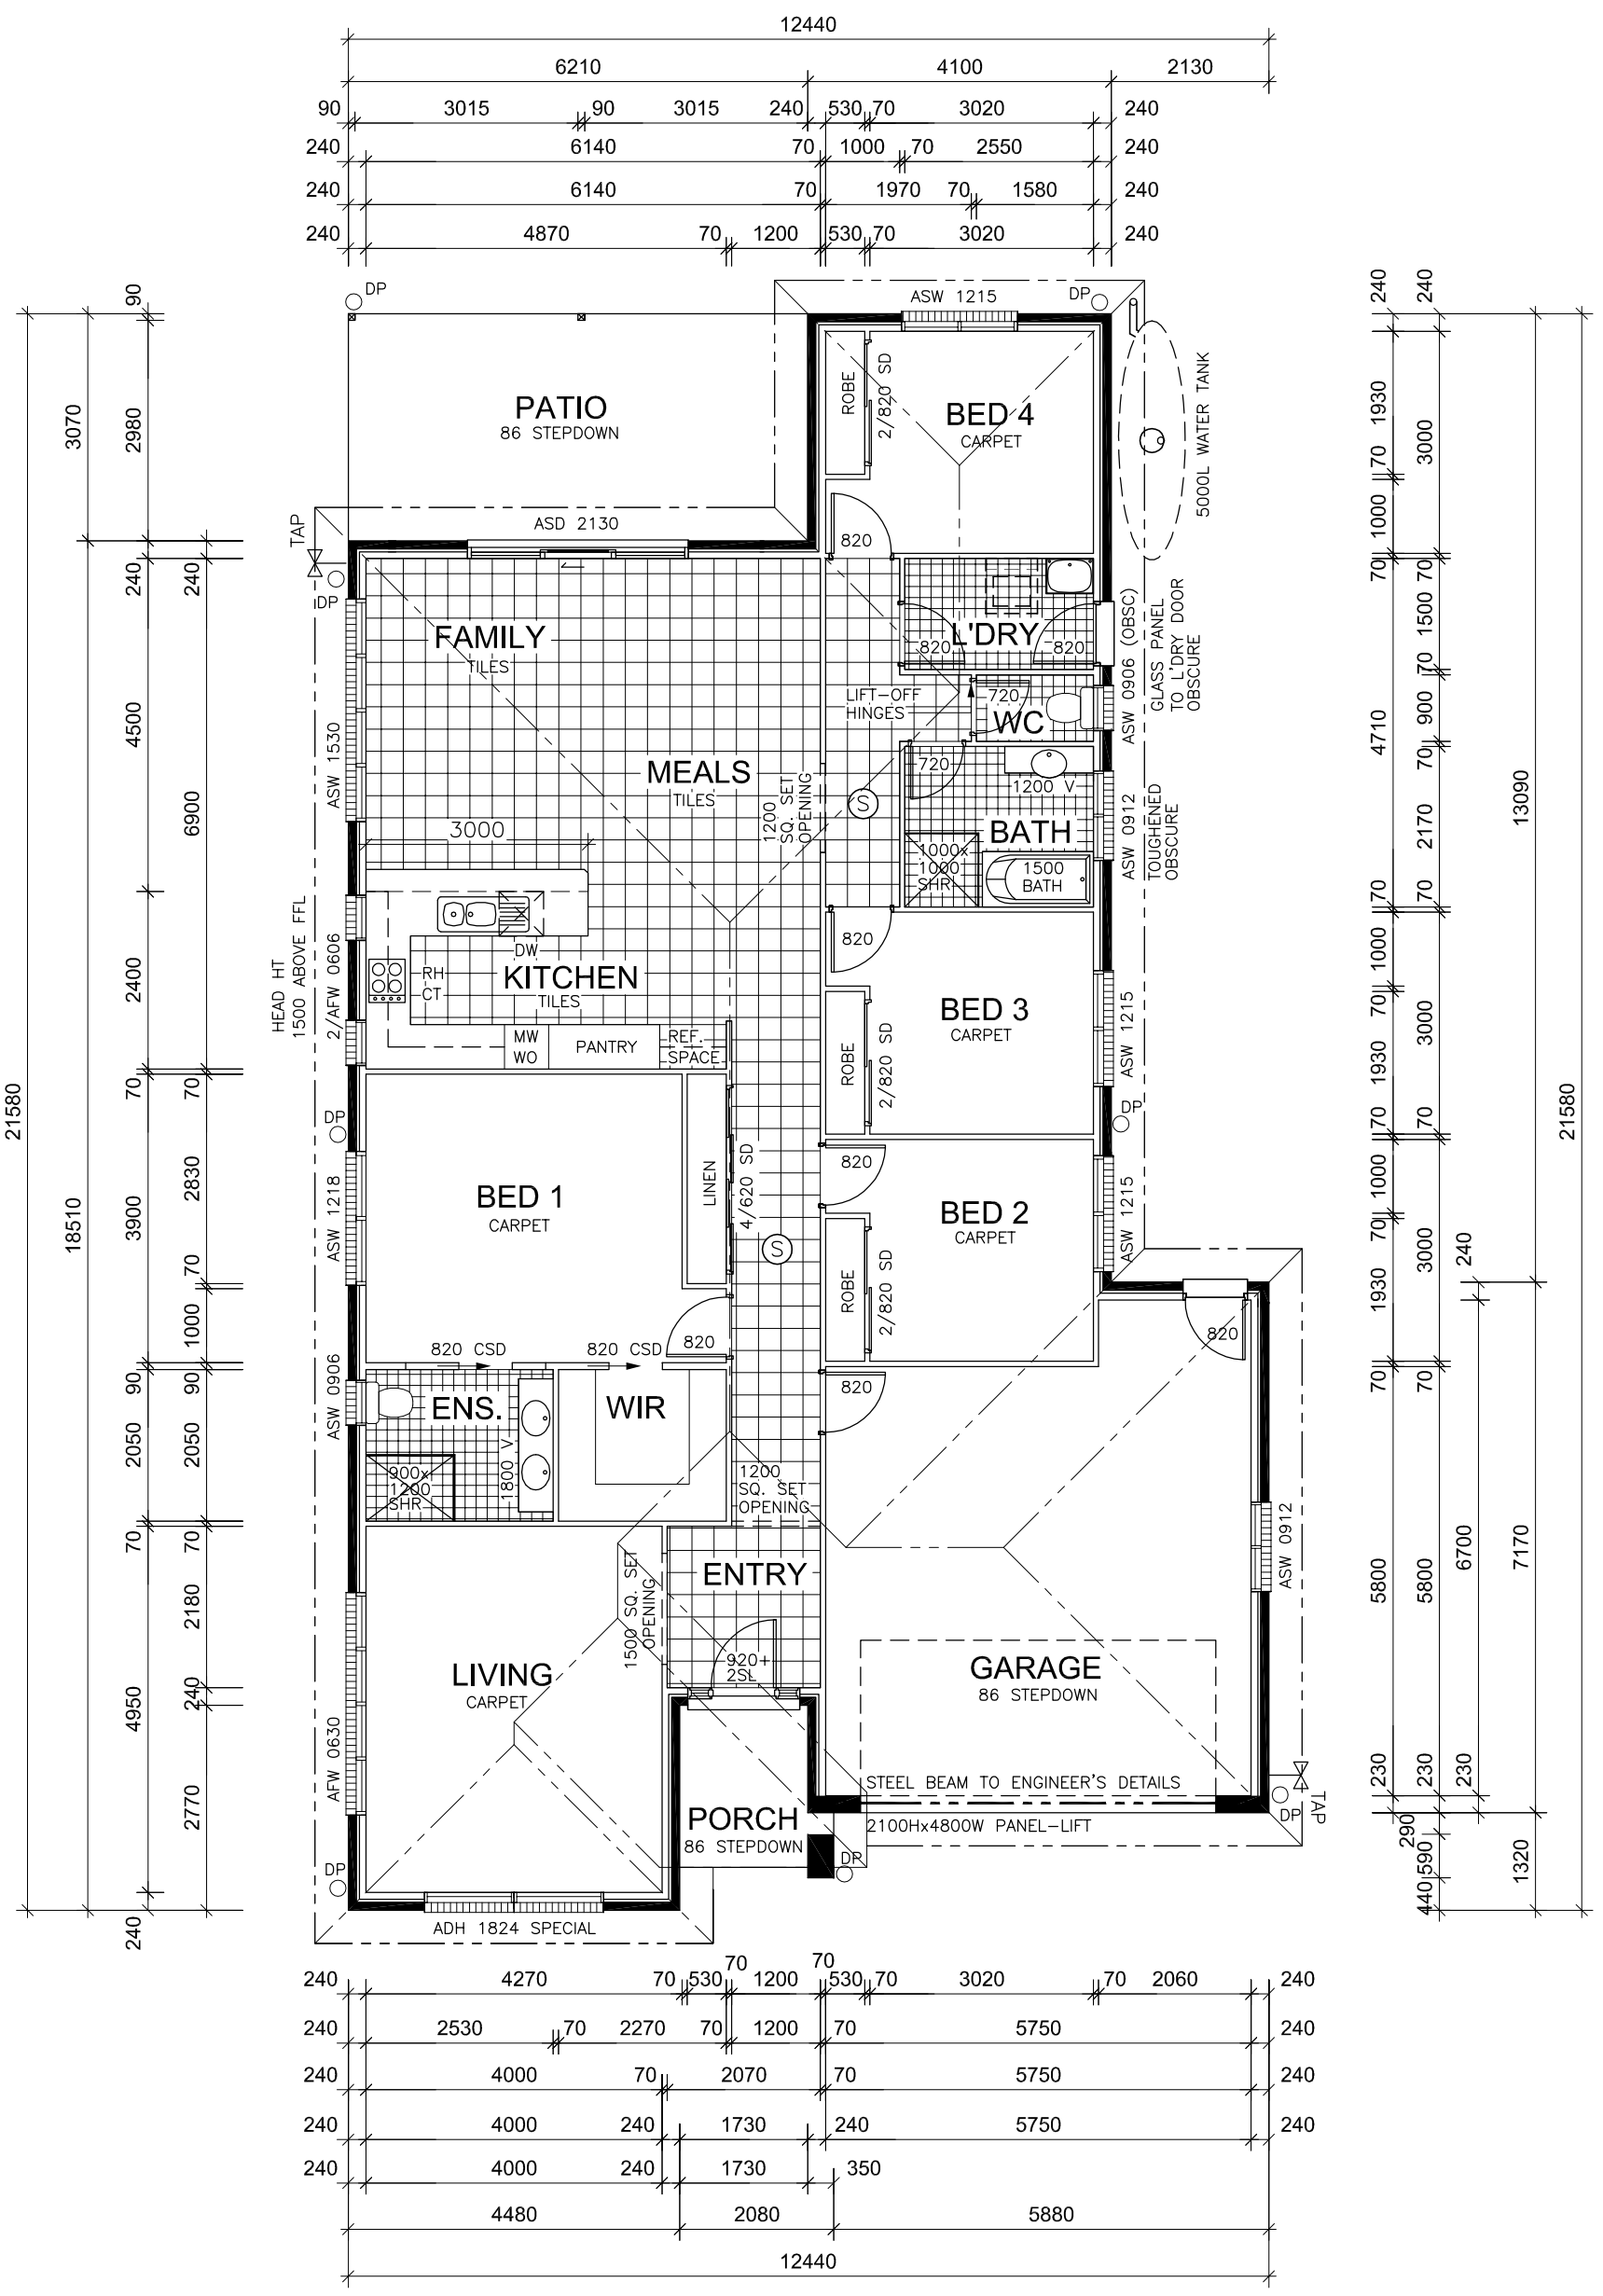 12440
6210 4100 2130
90 3015 90 3015 240 530 70 3020 240
240 6140 70 1000 70 2550 240
240 6140 70 1970 70 1580 240
240 4870 70 1200 530 70 3020 240
DP
ASW 1215
DP
PATIO
86 STEPDOWN
ROBE
2/820 SD
BED 4
CARPET
5000L WATER TANK
TAP
ASD 2130
820
DP
FAMILY
TILES
L'DRY
820
820
ASW 0906 (OBSC)
GLASS PANEL
TO L'DRY DOOR
OBSCURE
LIFT-OFF
HINGES
720
WC
ASW 1530
MEALS
TILES
1200
SQ. SET
OPENING
S
720
1200 V
BATH
1000x
1000
SHR
1500
BATH
ASW 0912
TOUGHENED
OBSCURE
3000
HEAD HT
1500 ABOVE FFL
2/AFW 0606
DW
RH
CT
KITCHEN
TILES
MW
WO
PANTRY
REF.
SPACE
820
BED 3
CARPET
ROBE
2/820 SD
ASW 1215
DP
DP
BED 1
CARPET
ASW 1218
LINEN
4/620 SD
S
820
BED 2
CARPET
ROBE
2/820 SD
ASW 1215
820
820
820 CSD
820 CSD
ASW 0906
ENS.
WIR
820
900x
1200
SHR
1800 V
1200
SQ. SET
OPENING
ENTRY
1500 SQ. SET
OPENING
ASW 0912
920+
2SL
LIVING
CARPET
AFW 0630
GARAGE
86 STEPDOWN
STEEL BEAM TO ENGINEER'S DETAILS
PORCH
86 STEPDOWN
2100Hx4800W PANEL-LIFT
DP
TAP
DP
DP
ADH 1824 SPECIAL
21580
3070 18510
90 2980 240 4500 2400 70 3900 90 2050 70 4950 240
240 6900 70 2830 70 1000 90 2050 70 2180 240 2770
240 1930 70 1000 70 4710 70 1000 70 1930 70 1000 70 1930 70 5800 230
240 3000 70 1500 70 900 70 2170 70 3000 70 3000 70 5800 230 290 590 440
240 6700 230
13090 7170 1320
21580
240 4270 70 530 70 1200 70 530 70 3020 70 2060 240
240 2530 70 2270 70 1200 70 5750 240
240 4000 70 2070 70 5750 240
240 4000 240 1730 240 5750 240
240 4000 240 1730 350
4480 2080 5880
12440